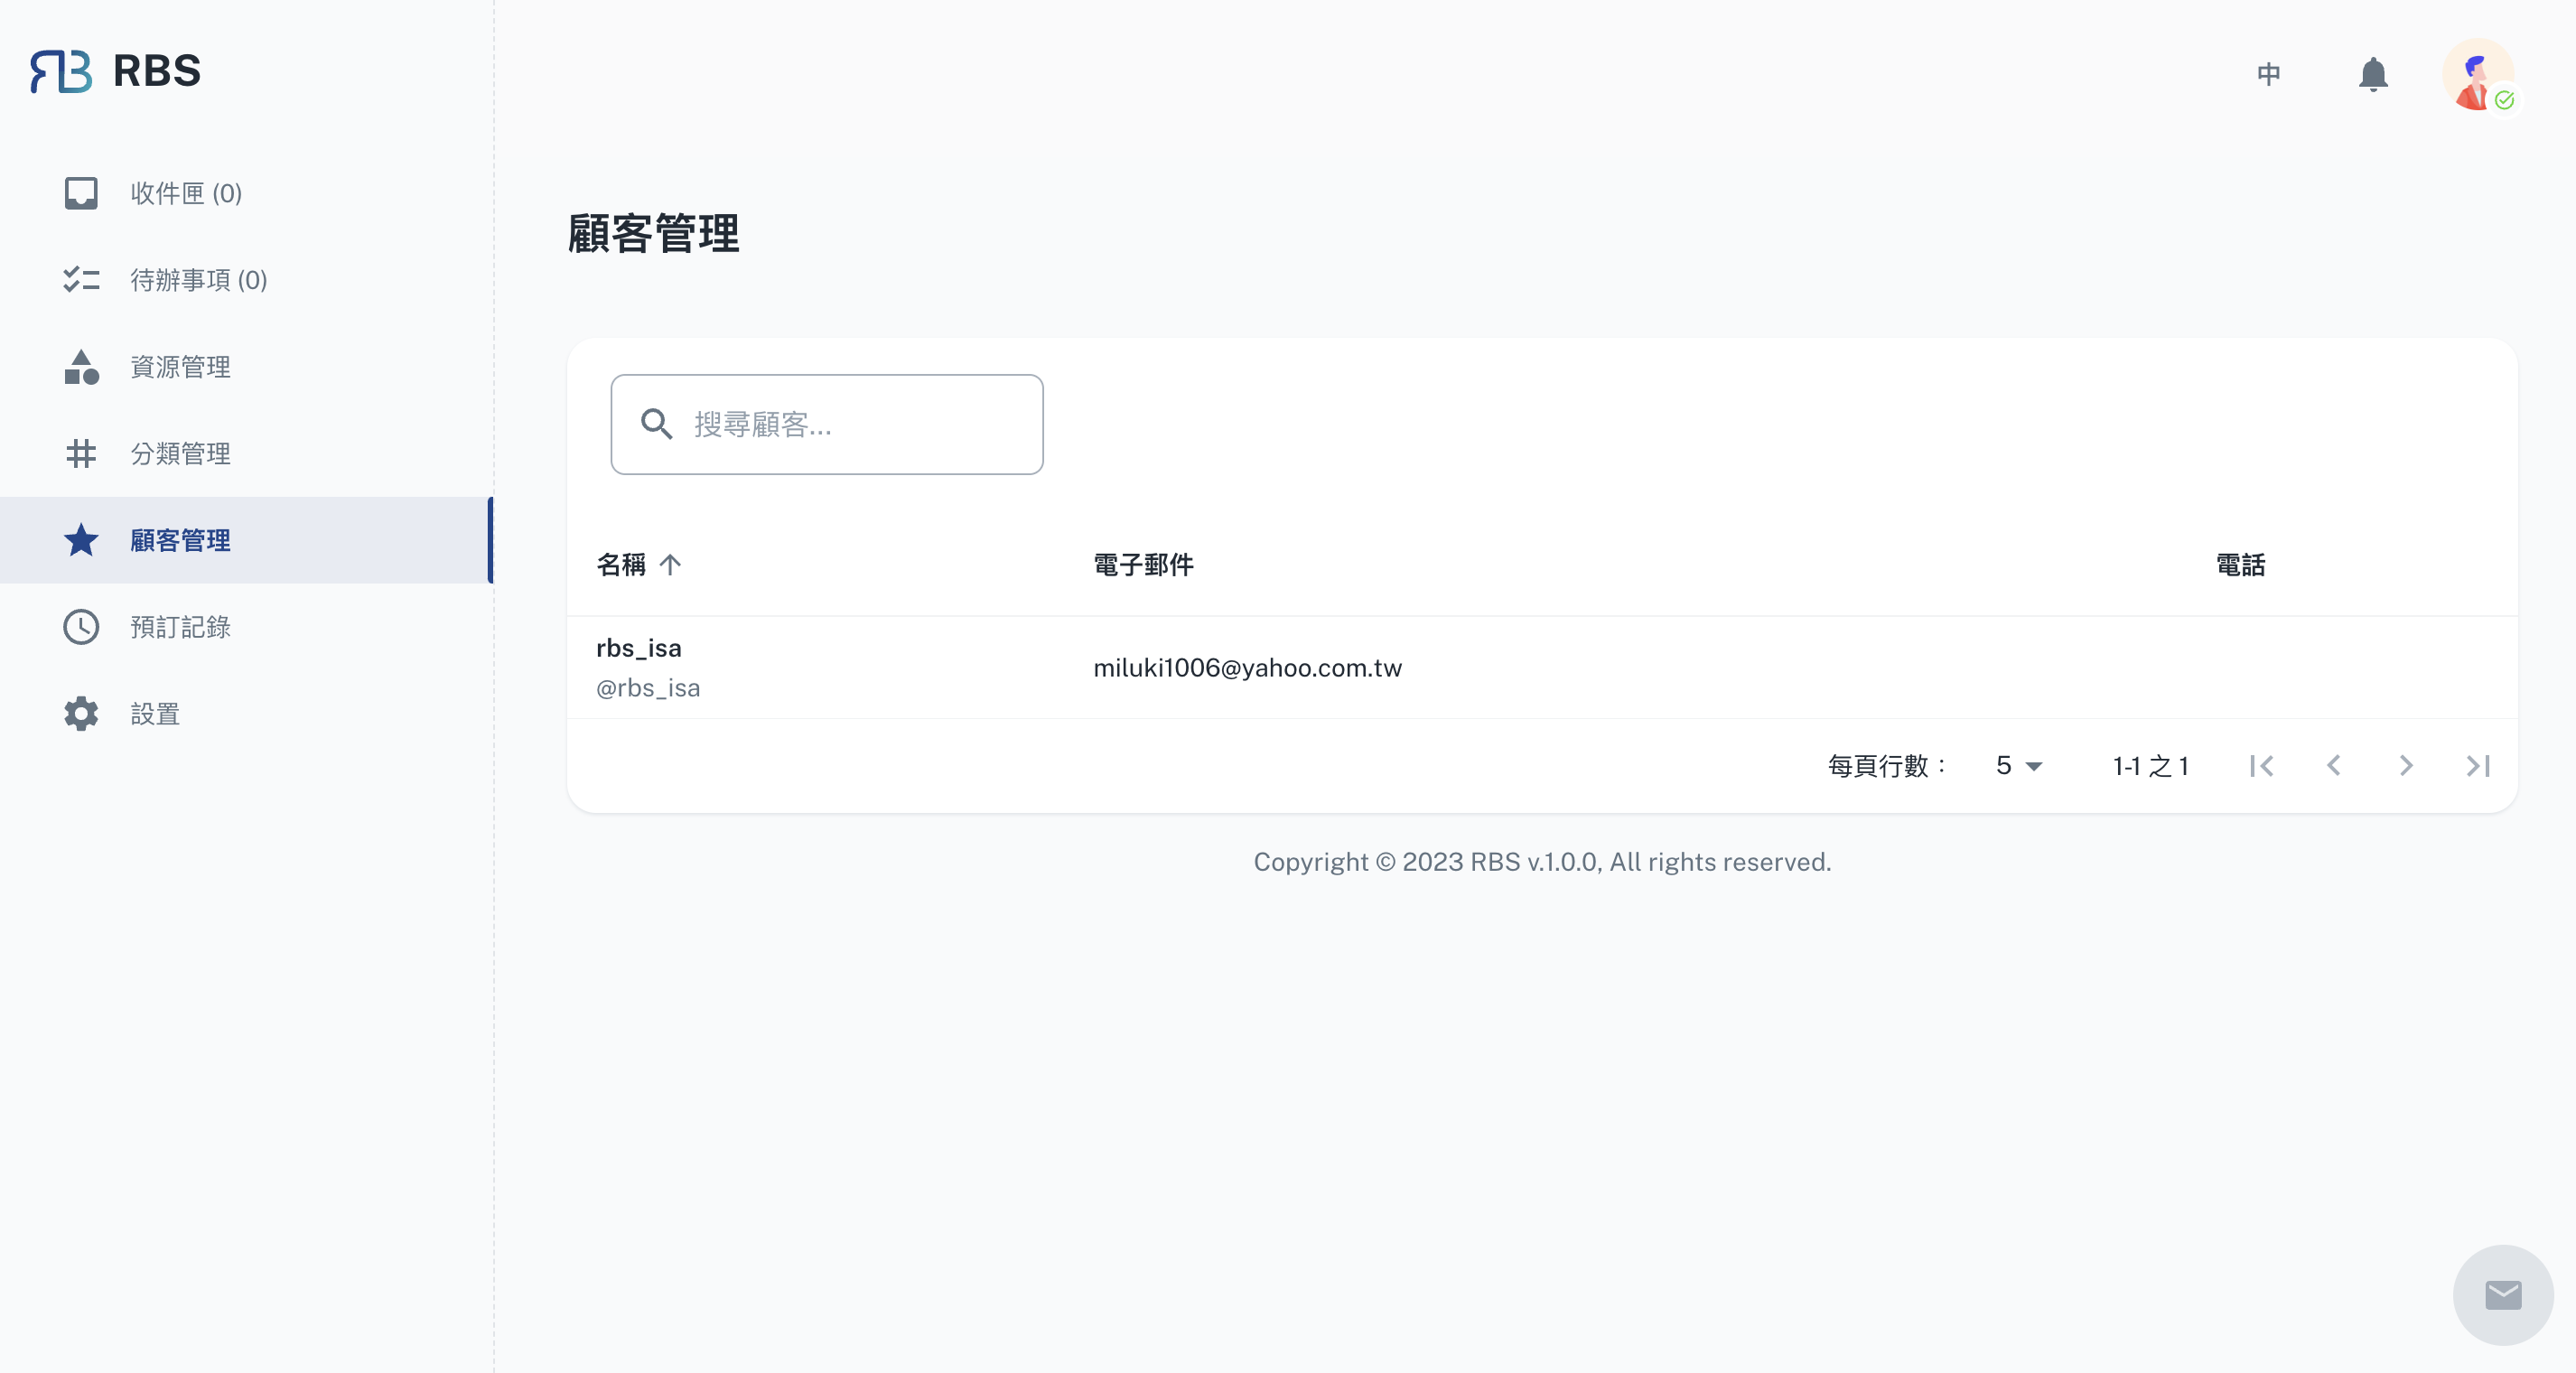 RBS
中
收件匣 (0)
待辦事項 (0)
資源管理
分類管理
顧客管理
預訂記錄
設置
顧客管理
搜尋顧客...
名稱 電子郵件 電話
rbs_isa
@rbs_isa
miluki1006@yahoo.com.tw
每頁行數： 5 1-1 之 1
Copyright © 2023 RBS v.1.0.0, All rights reserved.